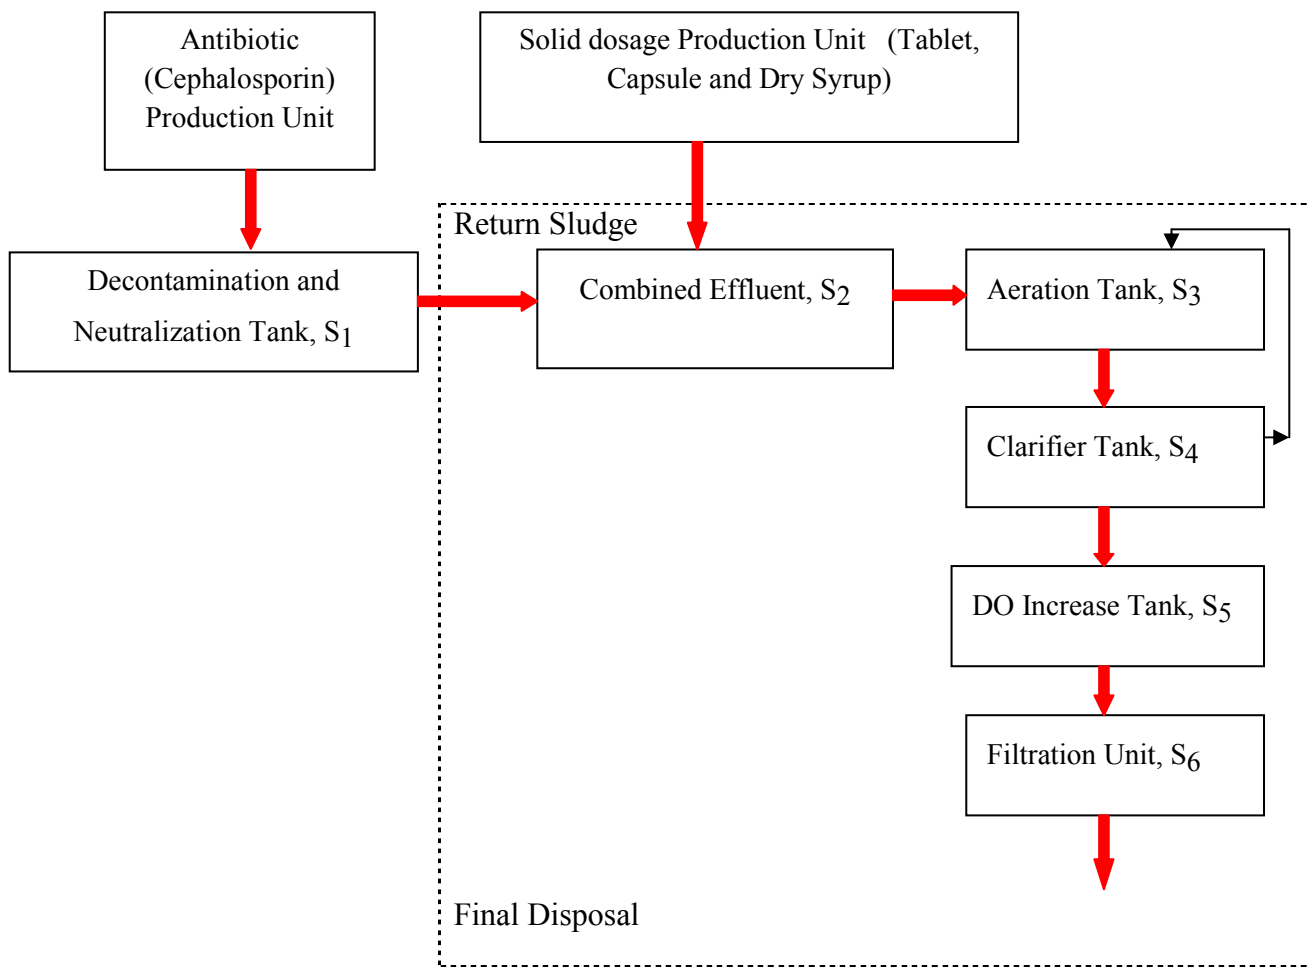 Antibiotic
(Cephalosporin)
Production Unit
Solid dosage Production Unit (Tablet,
Capsule and Dry Syrup)
Return Sludge
Decontamination and
Neutralization Tank, S1
Combined Effluent, S2
Aeration Tank, S3
Clarifier Tank, S4
DO Increase Tank, S5
Filtration Unit, S6
Final Disposal